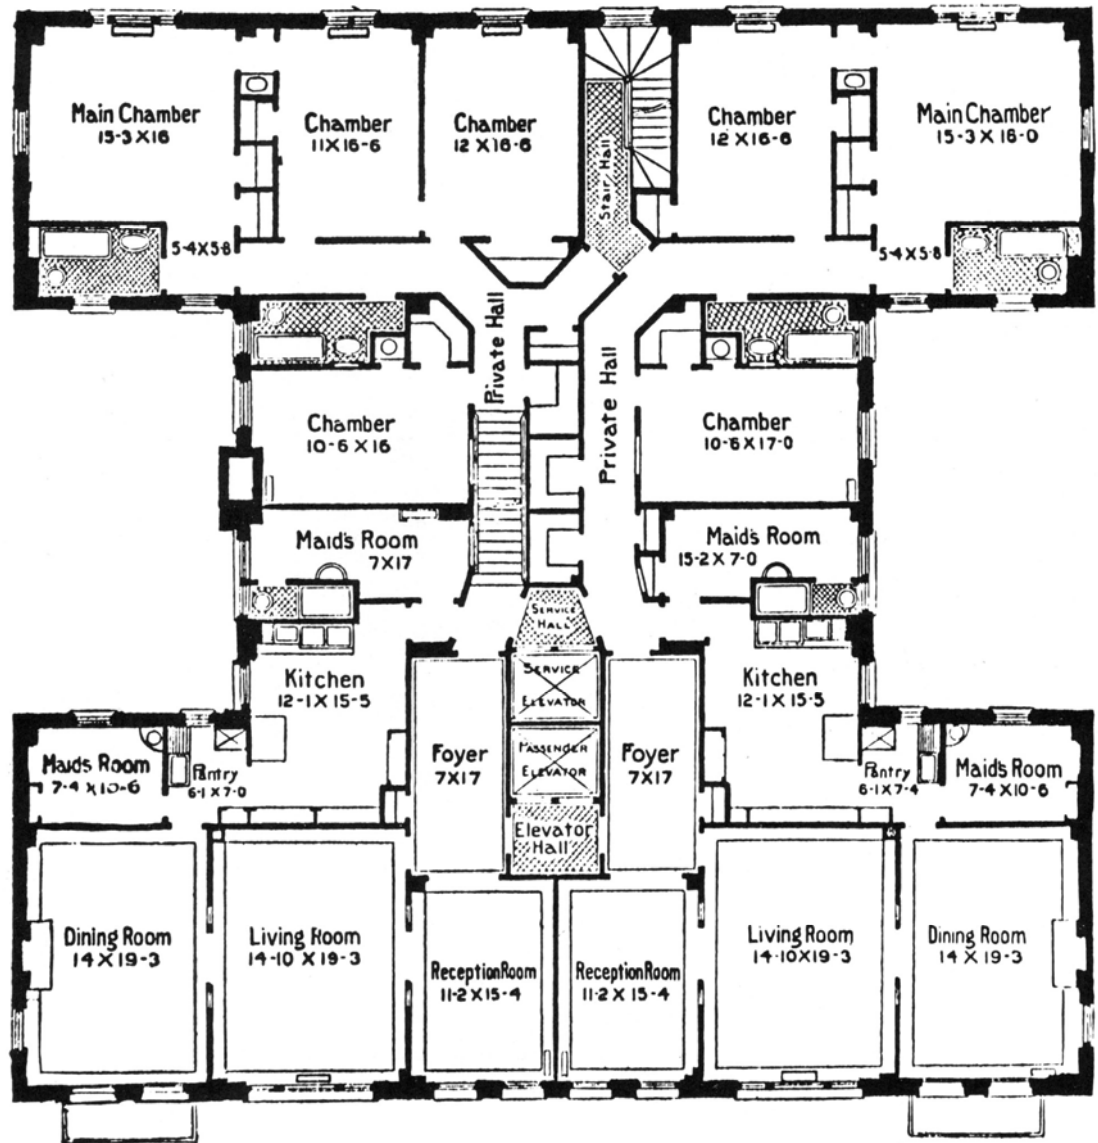 Main Chamber
15-3 X 16
Chamber
11 X 16-6
Chamber
12 X 16-6
Stair Hall
Chamber
12 X 16-6
Main Chamber
15-3 X 16-0
5-4 X 5-8
5-4 X 5-8
Private Hall
Private Hall
Chamber
10-6 X 16
Chamber
10-6 X 17-0
Maid's Room
7 X 17
Maid's Room
15-2 X 7-0
SERVICE
HALL
Kitchen
12-1 X 15-5
SERVICE
ELEVATOR
Kitchen
12-1 X 15-5
Foyer
7 X 17
PASSENGER
ELEVATOR
Foyer
7 X 17
Maid's Room
7-4 X 10-6
Pantry
6-1 X 7-0
Pantry
6-1 X 7-4
Maid's Room
7-4 X 10-6
Elevator
Hall
Dining Room
14 X 19-3
Living Room
14-10 X 19-3
Reception Room
11-2 X 15-4
Reception Room
11-2 X 15-4
Living Room
14-10 X 19-3
Dining Room
14 X 19-3